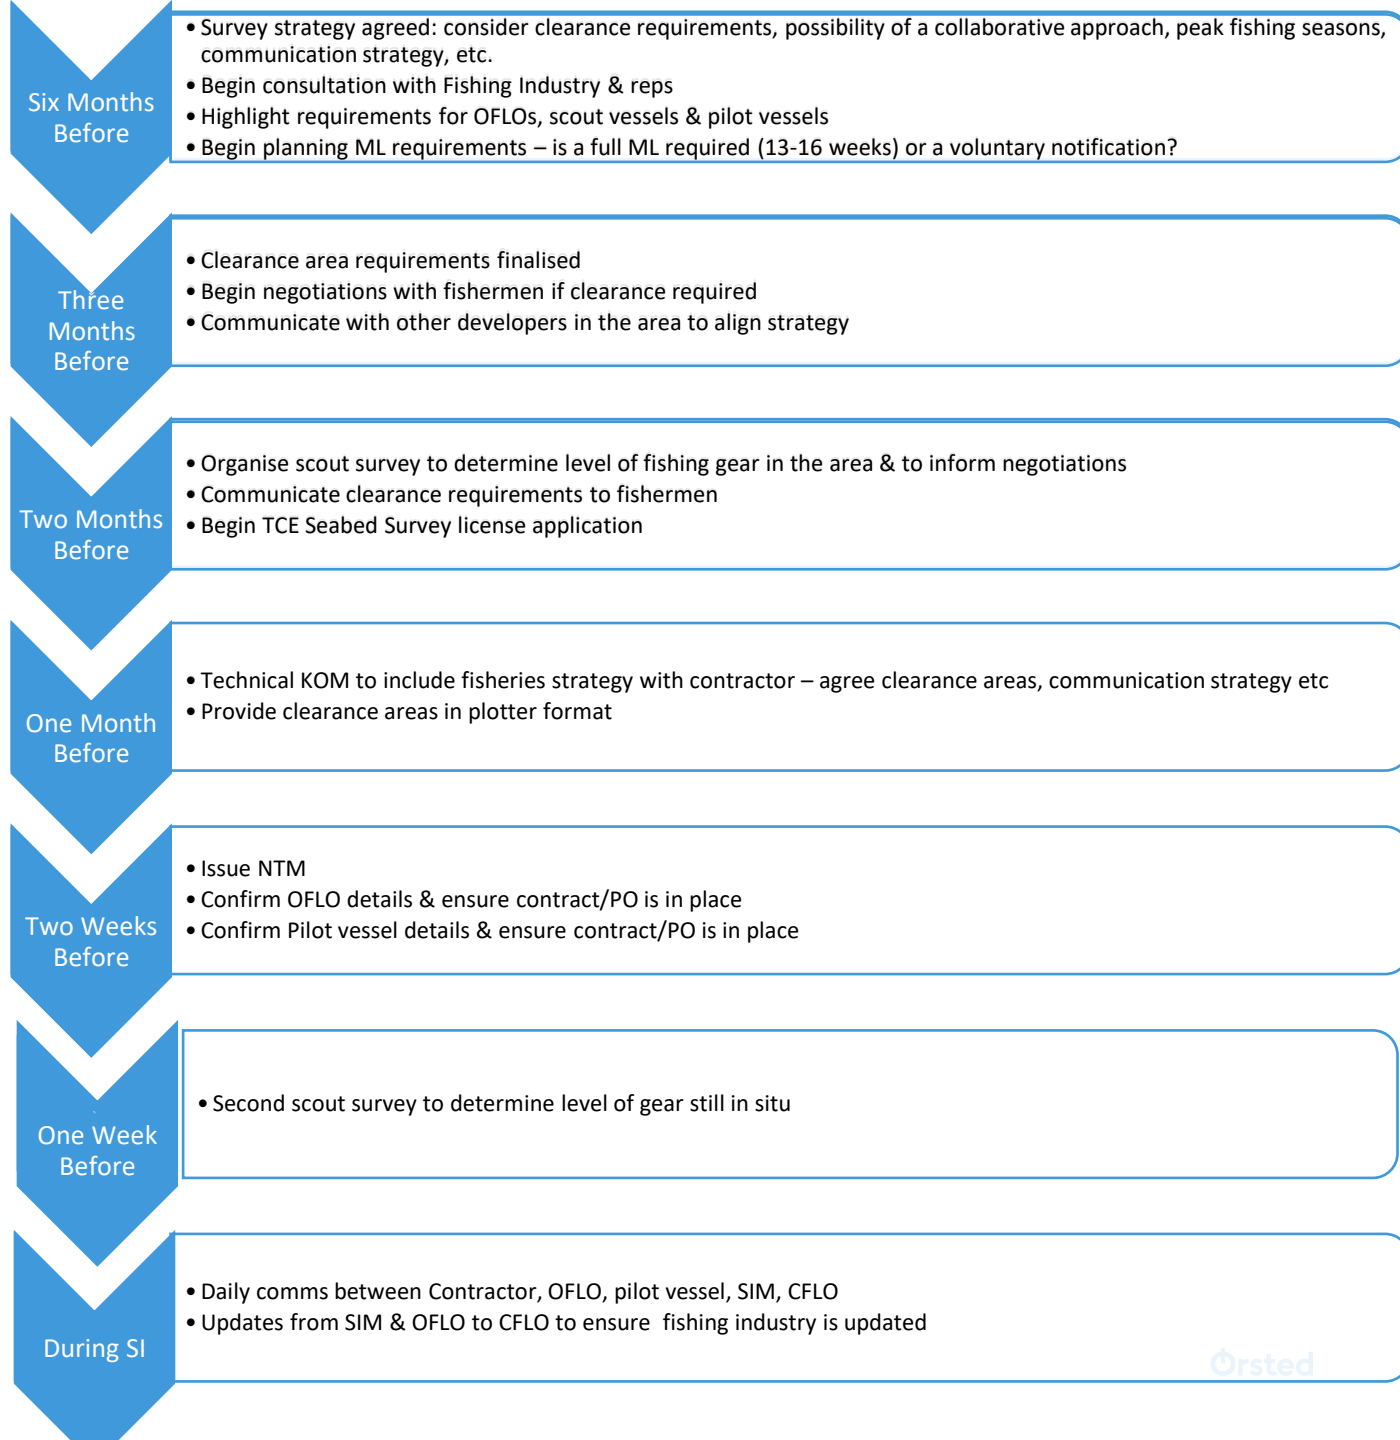 Six Months
Before
• Survey strategy agreed: consider clearance requirements, possibility of a collaborative approach, peak fishing seasons,
communication strategy, etc.
• Begin consultation with Fishing Industry & reps
• Highlight requirements for OFLOs, scout vessels & pilot vessels
• Begin planning ML requirements – is a full ML required (13-16 weeks) or a voluntary notification?
Three
Months
Before
• Clearance area requirements finalised
• Begin negotiations with fishermen if clearance required
• Communicate with other developers in the area to align strategy
Two Months
Before
• Organise scout survey to determine level of fishing gear in the area & to inform negotiations
• Communicate clearance requirements to fishermen
• Begin TCE Seabed Survey license application
One Month
Before
• Technical KOM to include fisheries strategy with contractor – agree clearance areas, communication strategy etc
• Provide clearance areas in plotter format
Two Weeks
Before
• Issue NTM
• Confirm OFLO details & ensure contract/PO is in place
• Confirm Pilot vessel details & ensure contract/PO is in place
One Week
Before
• Second scout survey to determine level of gear still in situ
During SI
• Daily comms between Contractor, OFLO, pilot vessel, SIM, CFLO
• Updates from SIM & OFLO to CFLO to ensure  fishing industry is updated
Ørsted